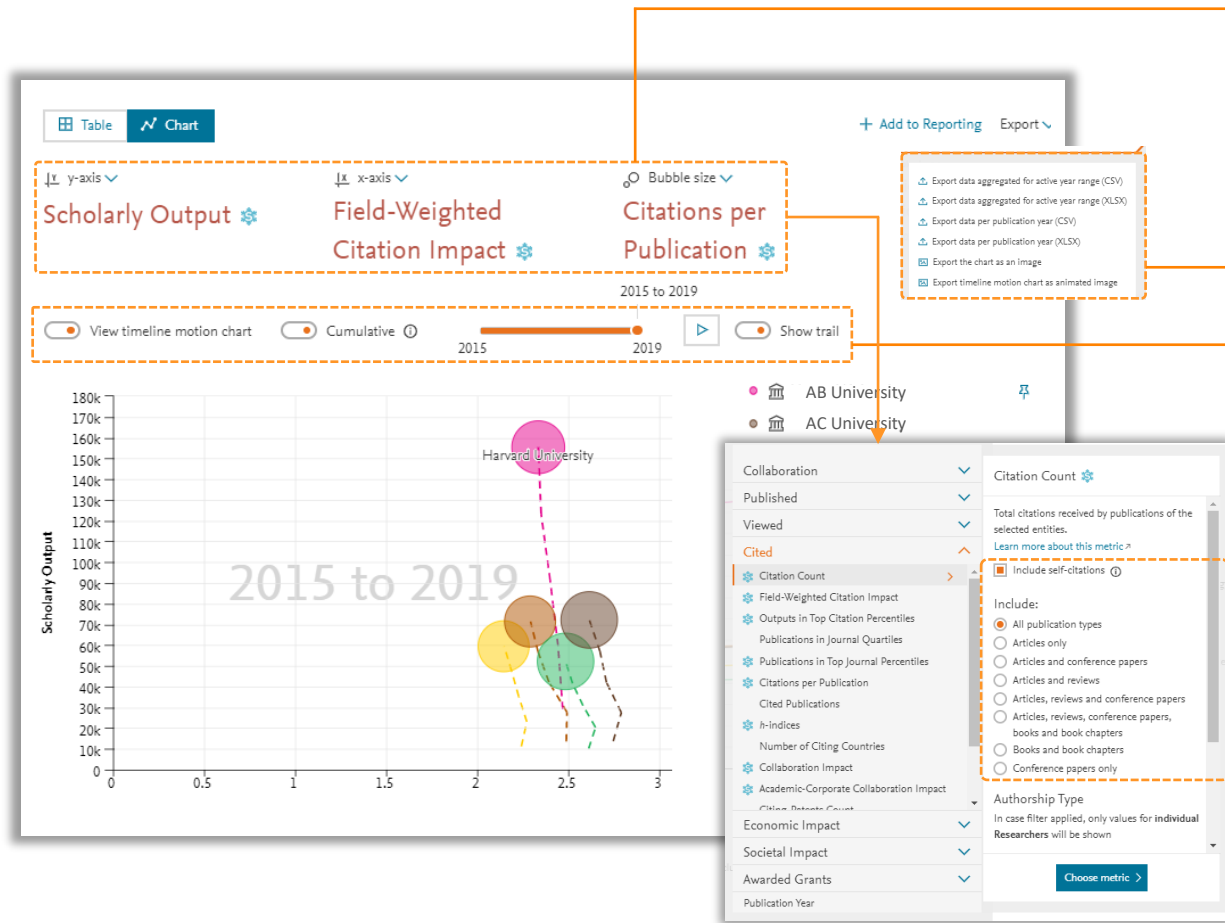 Table
Chart
+ Add to Reporting
Export
y-axis
Scholarly Output
x-axis
Field-Weighted
Citation Impact
Bubble size
Citations per
Publication
Export data aggregated for active year range (CSV)
Export data aggregated for active year range (XLSX)
Export data per publication year (CSV)
Export data per publication year (XLSX)
Export the chart as an image
Export timeline motion chart as animated image
2015 to 2019
View timeline motion chart
Cumulative
2015
2019
Show trail
AB University
AC University
Scholarly Output
180k
170k
160k
150k
140k
130k
120k
110k
100k
90k
80k
70k
60k
50k
40k
30k
20k
10k
0
0
0.5
1
1.5
2
2.5
3
Harvard University
2015 to 2019
Collaboration
Published
Viewed
Cited
Citation Count
Field-Weighted Citation Impact
Outputs in Top Citation Percentiles
Publications in Journal Quartiles
Publications in Top Journal Percentiles
Citations per Publication
Cited Publications
h-indices
Number of Citing Countries
Collaboration Impact
Academic-Corporate Collaboration Impact
Citing-Patents Count
Economic Impact
Societal Impact
Awarded Grants
Publication Year
Citation Count
Total citations received by publications of the
selected entities.
Learn more about this metric
Include self-citations
Include:
All publication types
Articles only
Articles and conference papers
Articles and reviews
Articles, reviews and conference papers
Articles, reviews, conference papers,
books and book chapters
Books and book chapters
Conference papers only
Authorship Type
In case filter applied, only values for individual
Researchers will be shown
Choose metric